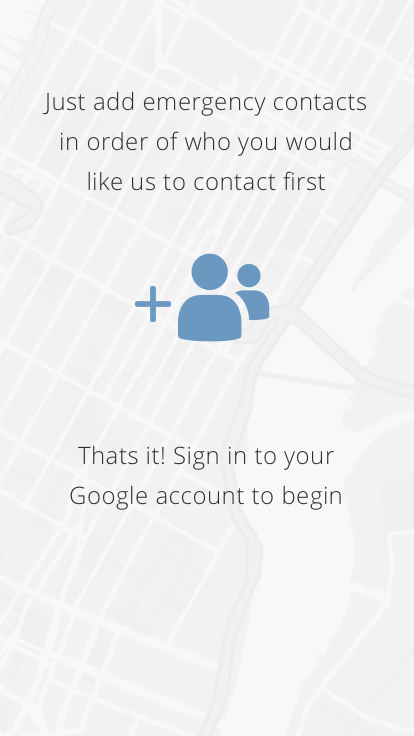 Just add emergency contacts
in order of who you would
like us to contact first
Thats it! Sign in to your
Google account to begin